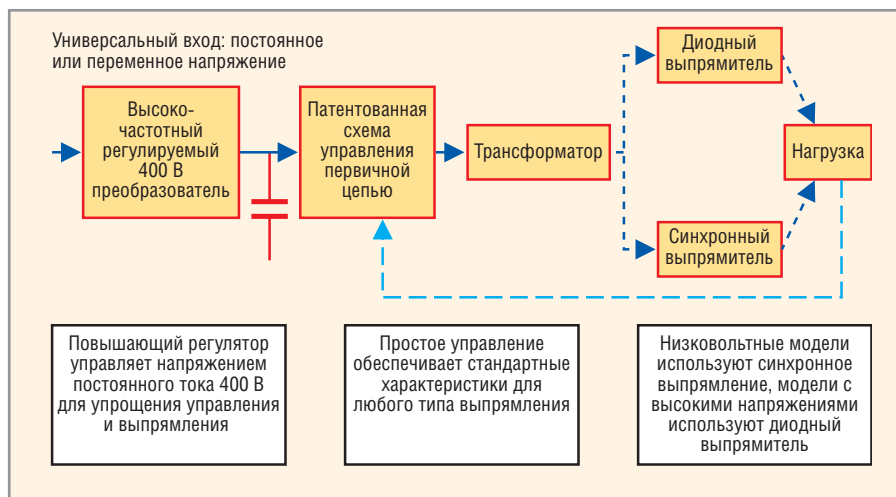 Универсальный вход: постоянное
или переменное напряжение
Высоко-
частотный
регулируемый
400 В
преобразователь
Патентованная
схема
управления
первичной
цепью
Трансформатор
Диодный
выпрямитель
Нагрузка
Синхронный
выпрямитель
Повышающий регулятор
управляет напряжением
постоянного тока 400 В
для упрощения управления
и выпрямления
Простое управление
обеспечивает стандартные
характеристики для
любого типа выпрямления
Низковольтные модели
используют синхронное
выпрямление, модели с
высокими напряжениями
используют диодный
выпрямитель